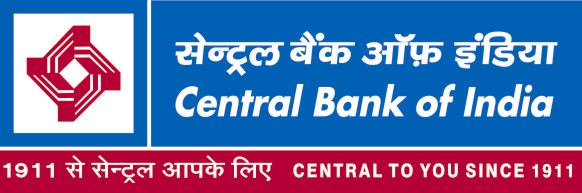 सेन्ट्रल बैंक ऑफ़ इंडिया
Central Bank of India
1911 से सेन्ट्रल आपके लिए CENTRAL TO YOU SINCE 1911